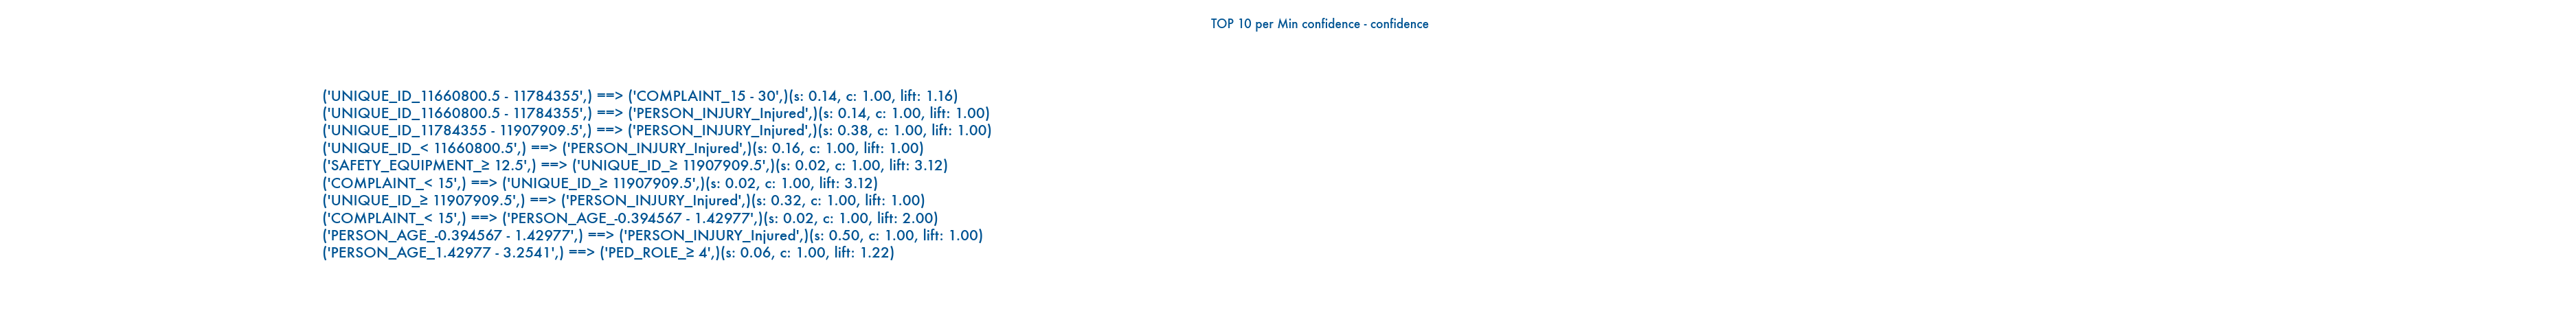 TOP 10 per Min confidence - confidence
('UNIQUE_ID_11660800.5 - 11784355',) ==> ('COMPLAINT_15 - 30',)(s: 0.14, c: 1.00, lift: 1.16)
('UNIQUE_ID_11660800.5 - 11784355',) ==> ('PERSON_INJURY_Injured',)(s: 0.14, c: 1.00, lift: 1.00)
('UNIQUE_ID_11784355 - 11907909.5',) ==> ('PERSON_INJURY_Injured',)(s: 0.38, c: 1.00, lift: 1.00)
('UNIQUE_ID_< 11660800.5',) ==> ('PERSON_INJURY_Injured',)(s: 0.16, c: 1.00, lift: 1.00)
('SAFETY_EQUIPMENT_≥ 12.5',) ==> ('UNIQUE_ID_≥ 11907909.5',)(s: 0.02, c: 1.00, lift: 3.12)
('COMPLAINT_< 15',) ==> ('UNIQUE_ID_≥ 11907909.5',)(s: 0.02, c: 1.00, lift: 3.12)
('UNIQUE_ID_≥ 11907909.5',) ==> ('PERSON_INJURY_Injured',)(s: 0.32, c: 1.00, lift: 1.00)
('COMPLAINT_< 15',) ==> ('PERSON_AGE_-0.394567 - 1.42977',)(s: 0.02, c: 1.00, lift: 2.00)
('PERSON_AGE_-0.394567 - 1.42977',) ==> ('PERSON_INJURY_Injured',)(s: 0.50, c: 1.00, lift: 1.00)
('PERSON_AGE_1.42977 - 3.2541',) ==> ('PED_ROLE_≥ 4',)(s: 0.06, c: 1.00, lift: 1.22)